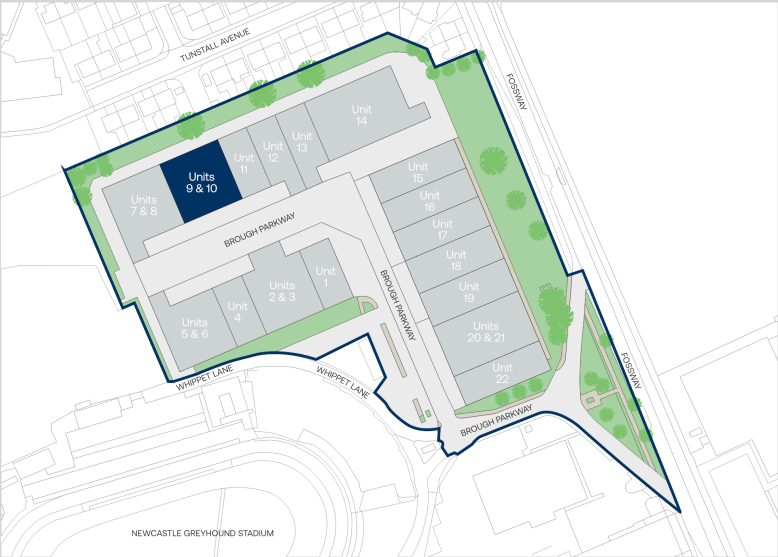 TUNSTALL AVENUE
FOSSWAY
Unit
14
Unit
13
Unit
12
Unit
11
Units
9 & 10
Units
7 & 8
Unit
15
Unit
16
Unit
17
Unit
18
Unit
19
Units
20 & 21
Unit
22
BROUGH PARKWAY
Unit
1
Units
2 & 3
Unit
4
Units
5 & 6
BROUGH PARKWAY
WHIPPET LANE
WHIPPET LANE
FOSSWAY
BROUGH PARKWAY
NEWCASTLE GREYHOUND STADIUM